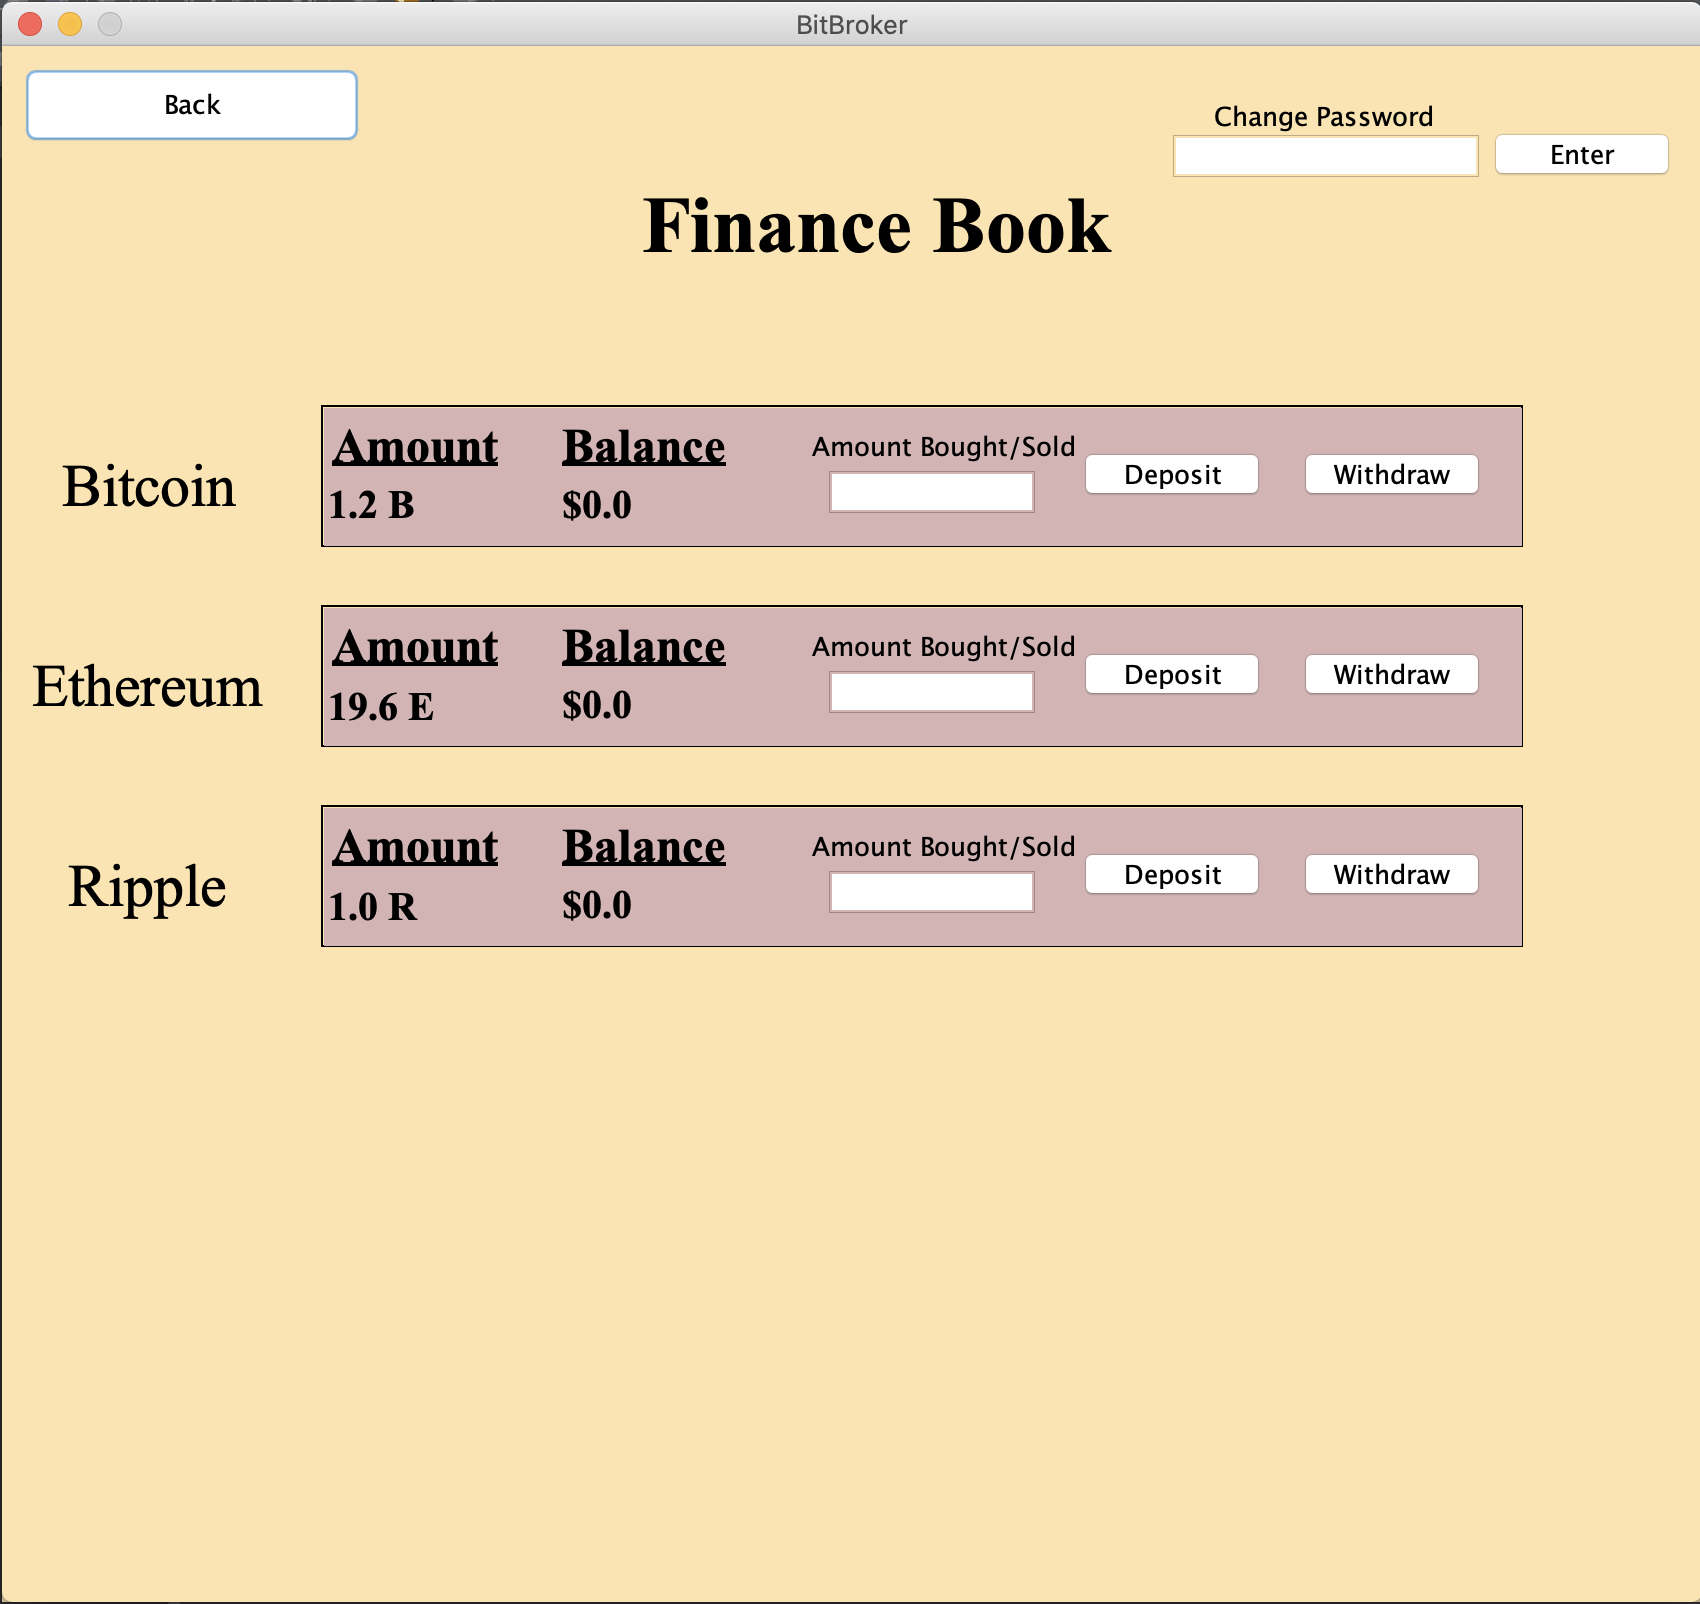 BitBroker
Back
Change Password
Enter
Finance Book
Bitcoin
Amount Balance Amount Bought/Sold Deposit Withdraw
1.2 B $0.0
Ethereum
Amount Balance Amount Bought/Sold Deposit Withdraw
19.6 E $0.0
Ripple
Amount Balance Amount Bought/Sold Deposit Withdraw
1.0 R $0.0